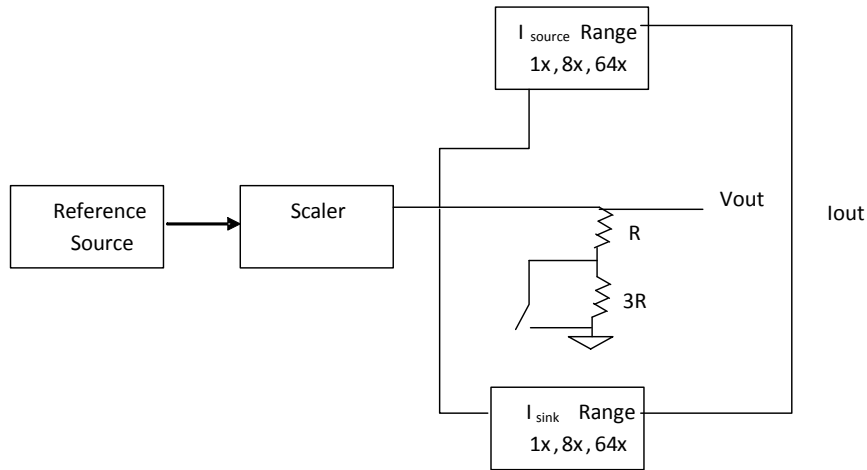 I source Range
1x, 8x, 64x
Reference
Source
Scaler
Vout
Iout
R
3R
I sink Range
1x, 8x, 64x